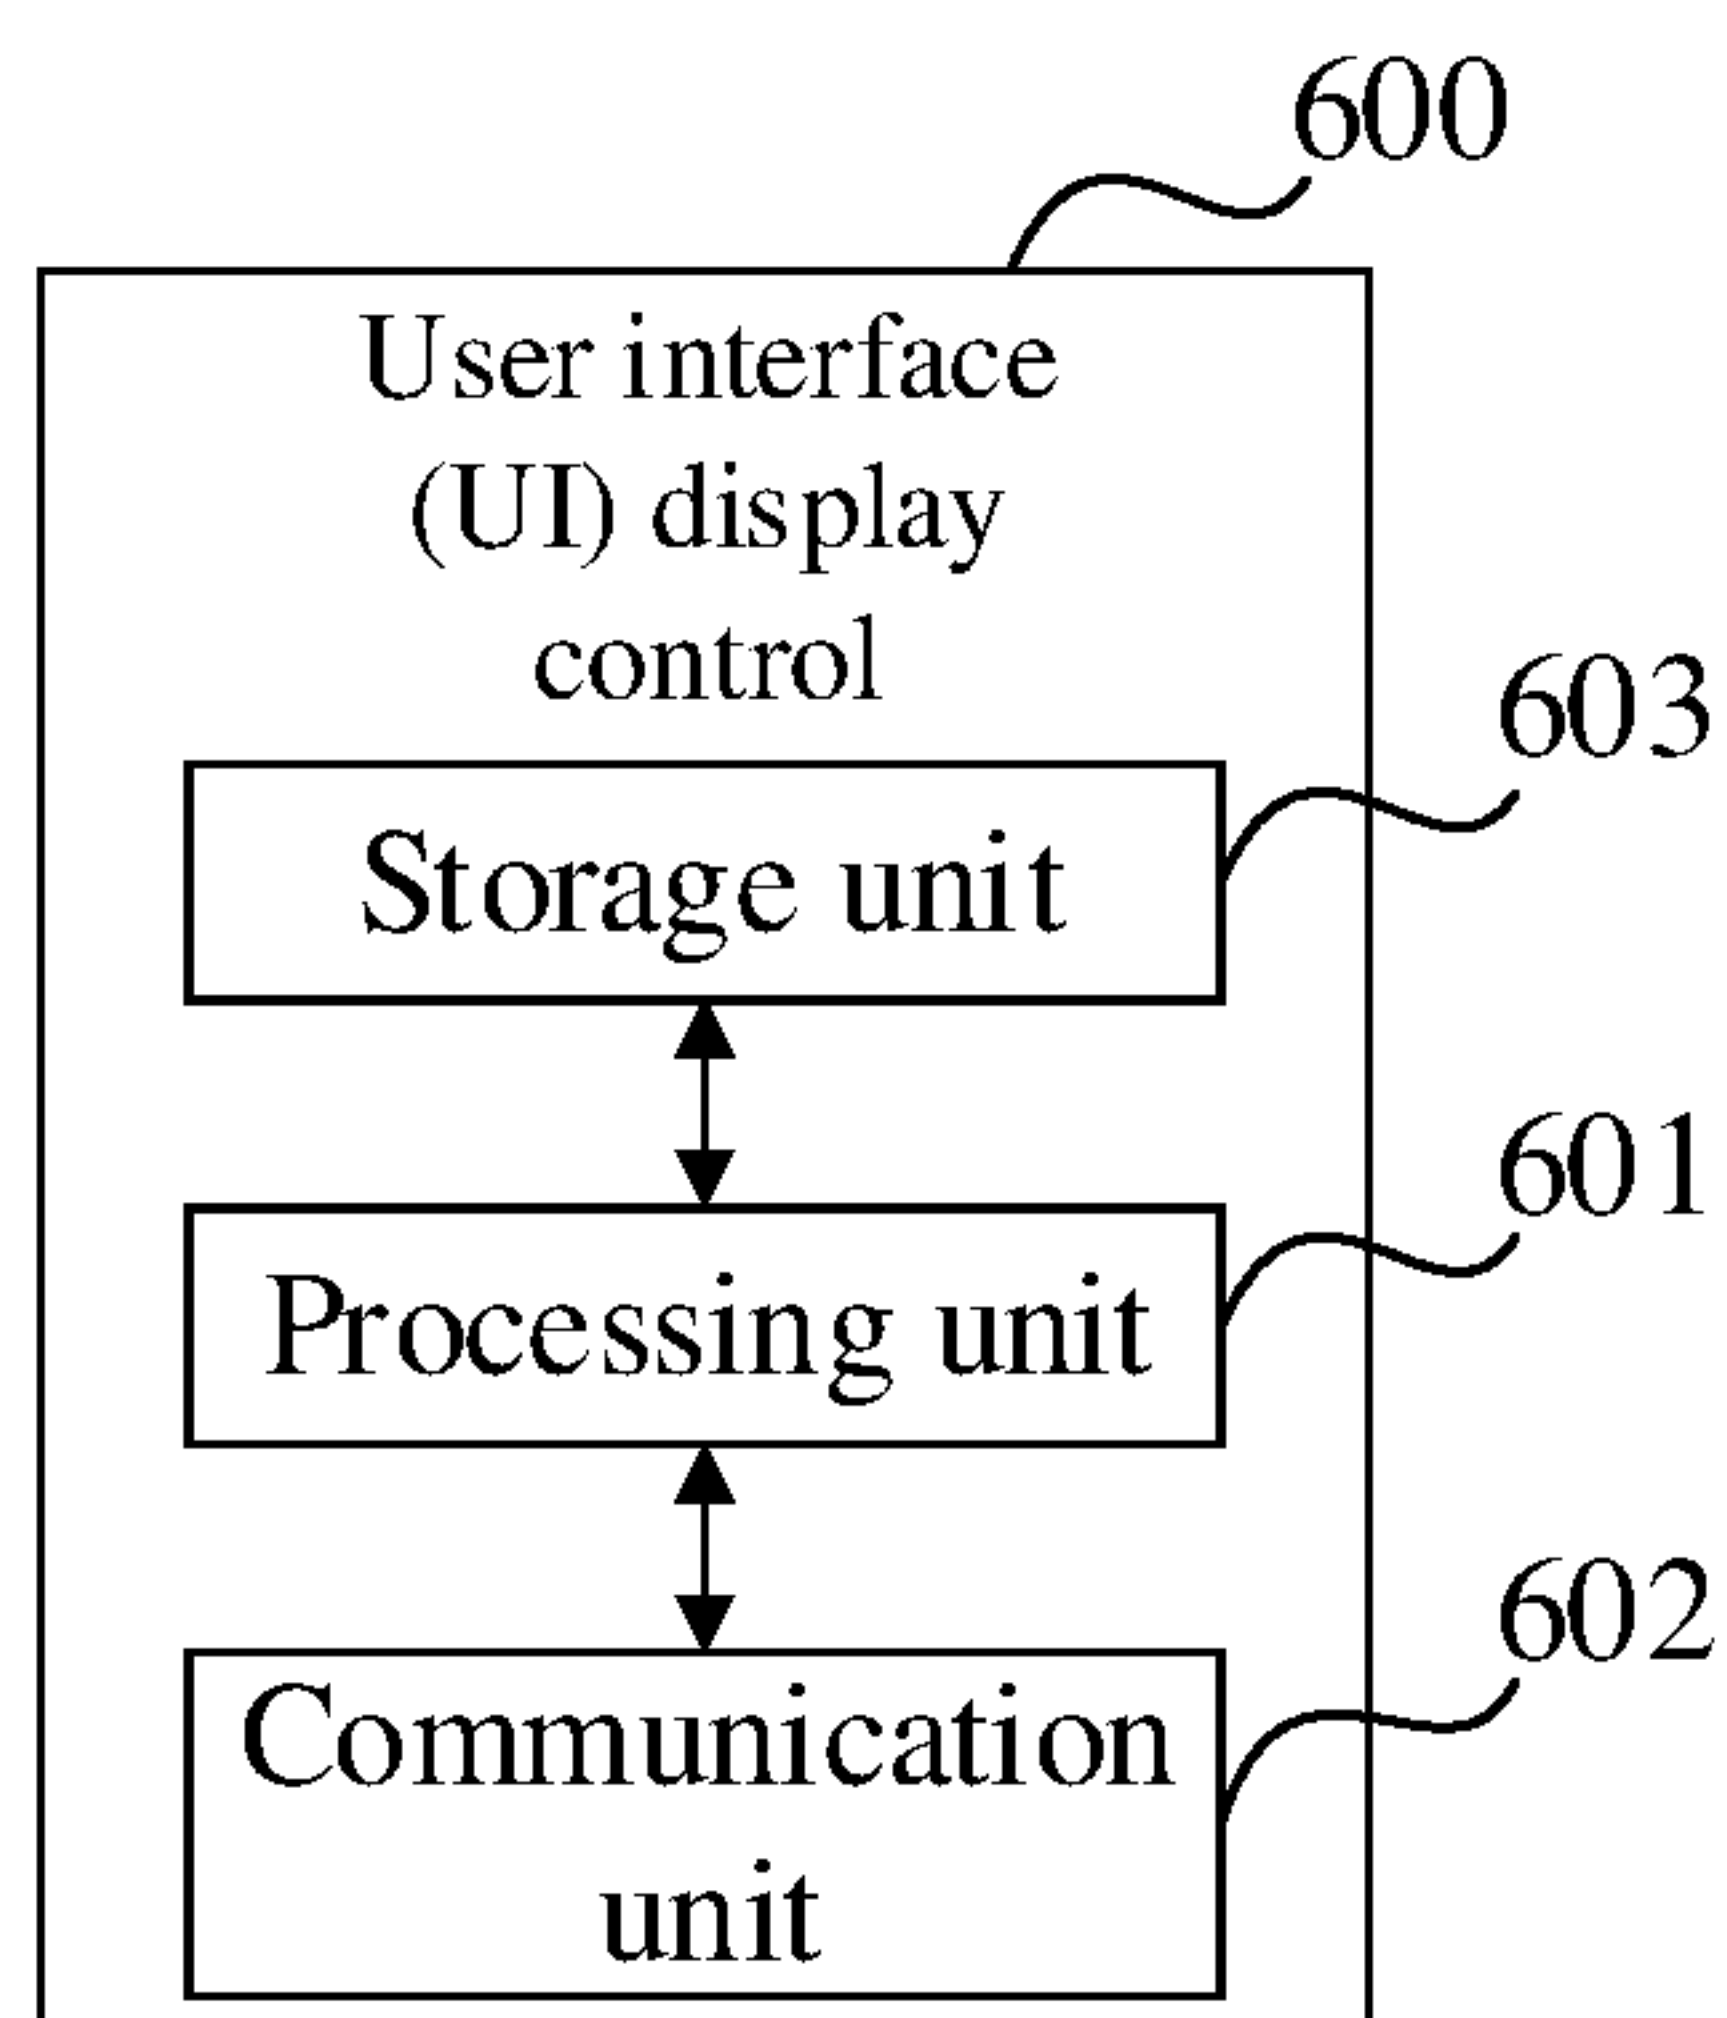 600
User interface
(UI) display
control
603
Storage unit
601
Processing unit
602
Communication
unit